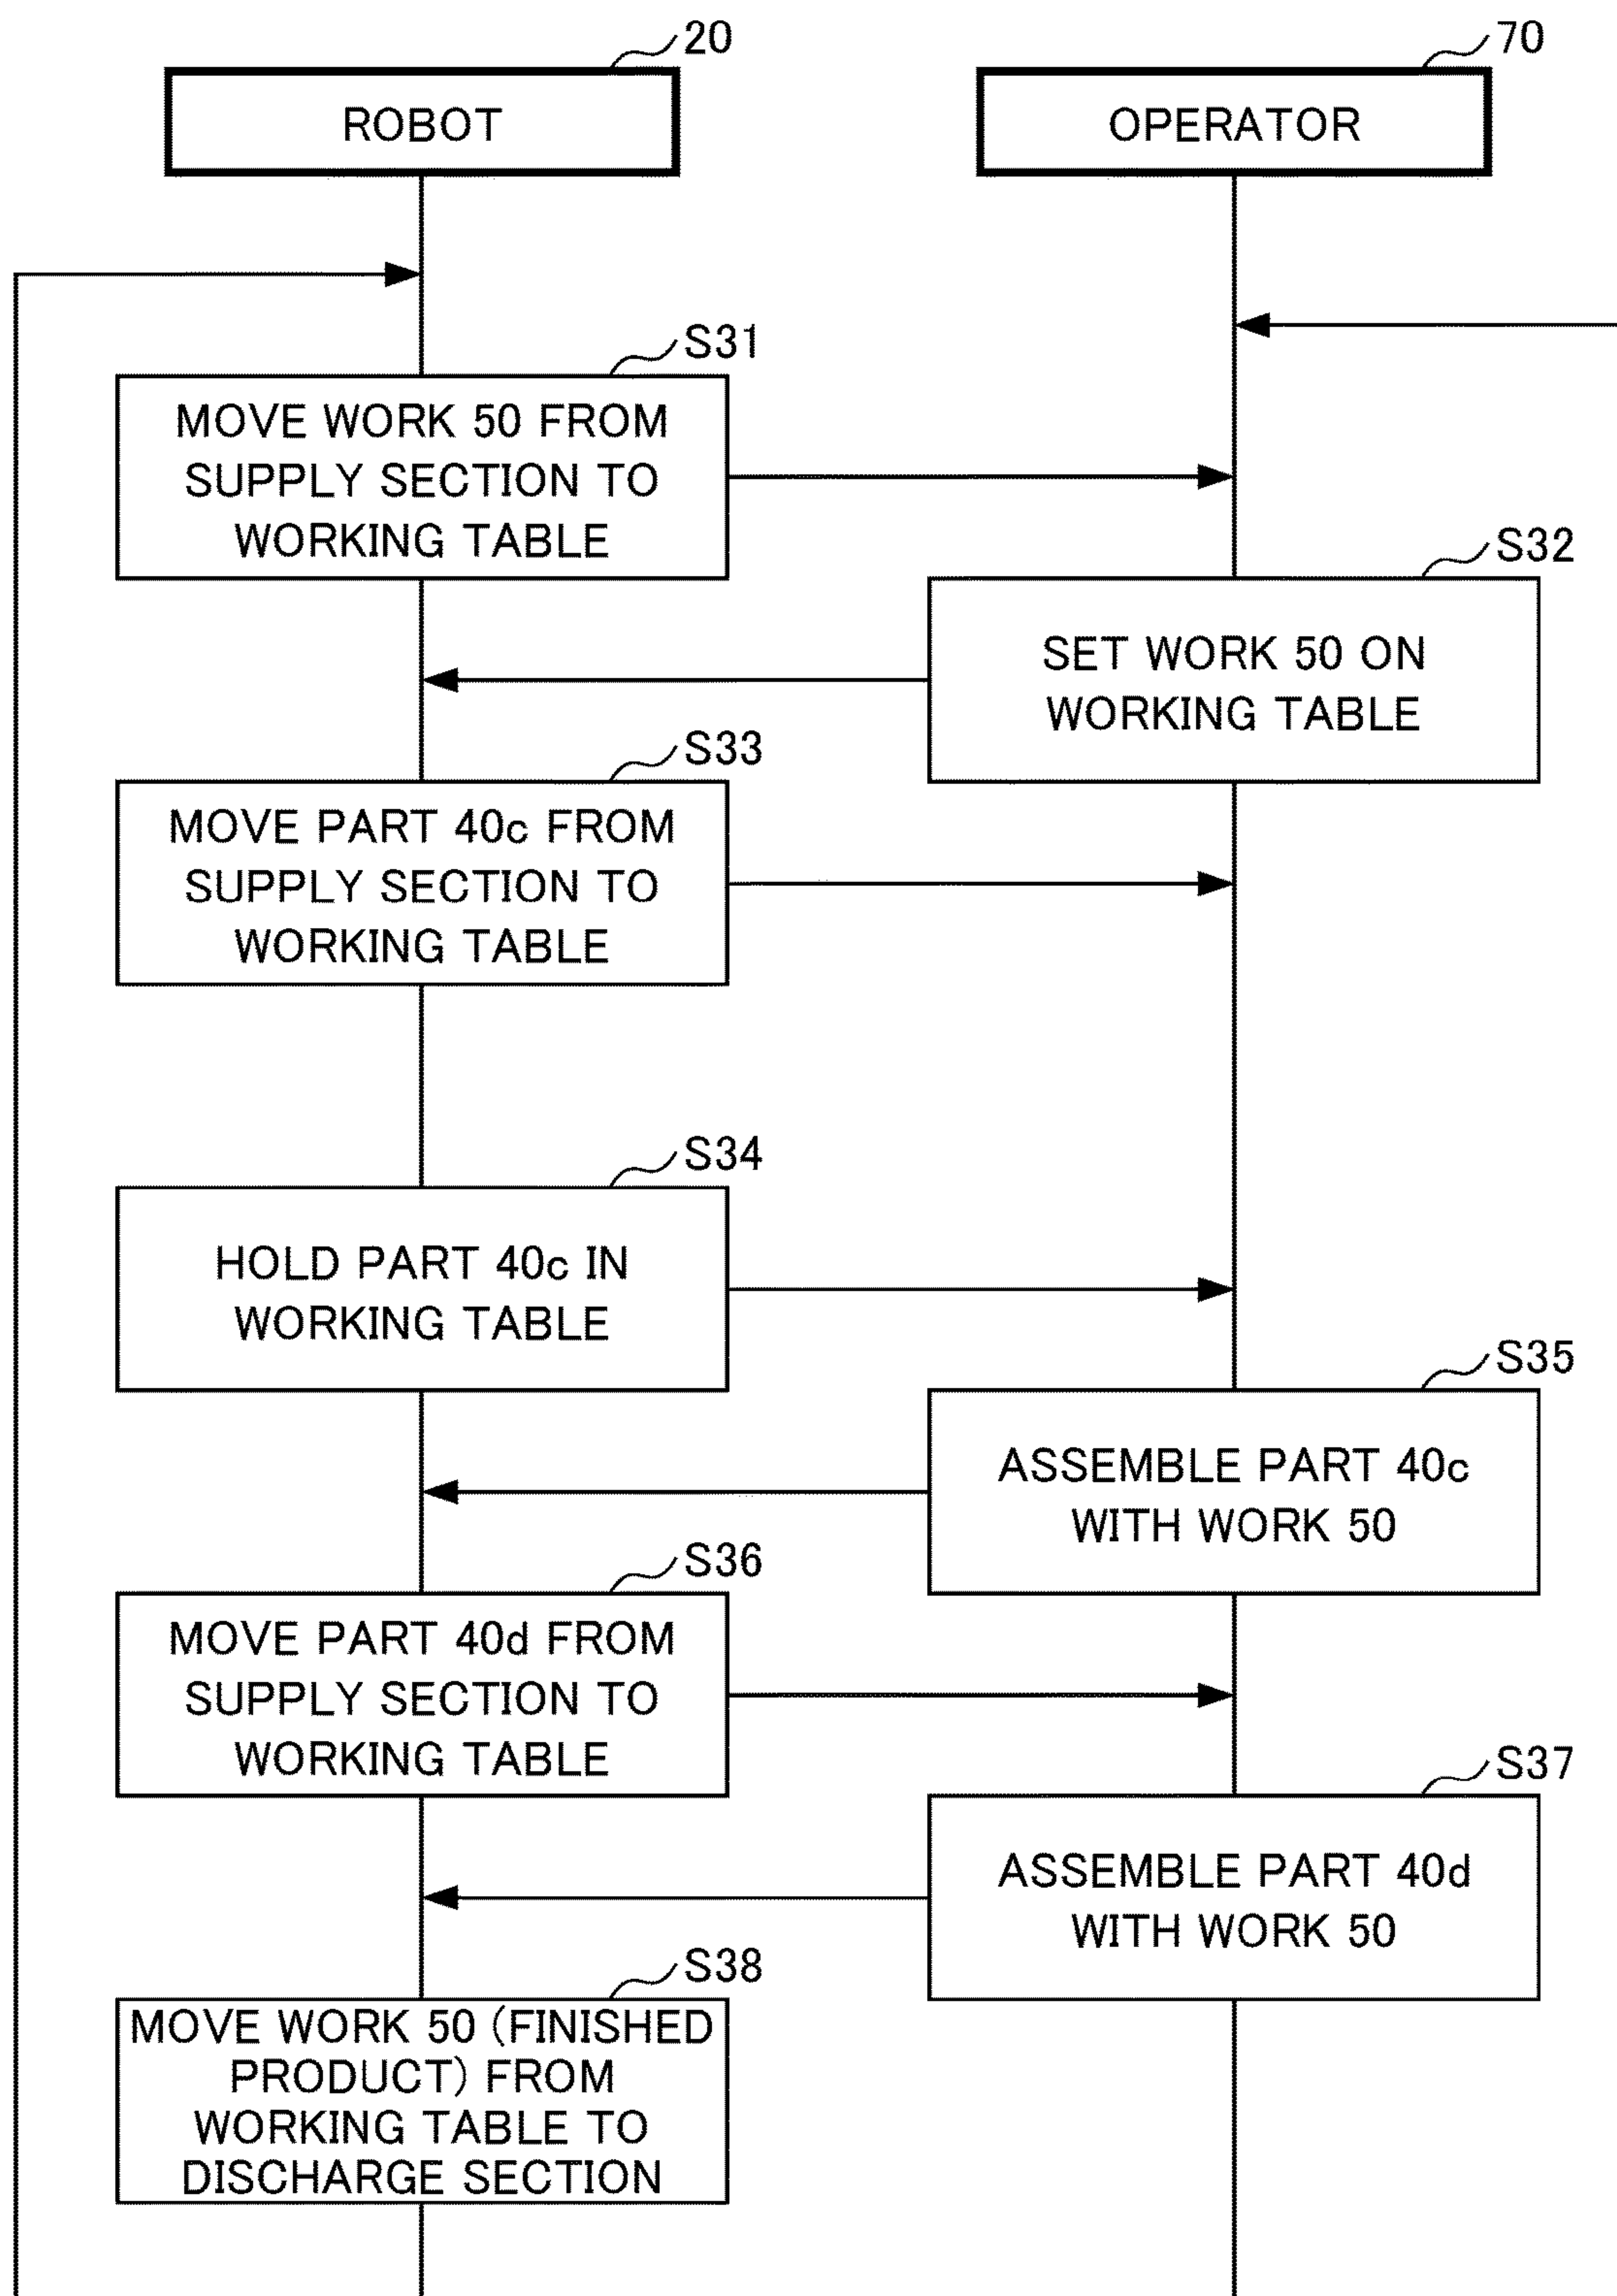 20
70
ROBOT
OPERATOR
S31
MOVE WORK 50 FROM
SUPPLY SECTION TO
WORKING TABLE
S32
SET WORK 50 ON
WORKING TABLE
S33
MOVE PART 40c FROM
SUPPLY SECTION TO
WORKING TABLE
S34
HOLD PART 40c IN
WORKING TABLE
S35
ASSEMBLE PART 40c
WITH WORK 50
S36
MOVE PART 40d FROM
SUPPLY SECTION TO
WORKING TABLE
S37
ASSEMBLE PART 40d
WITH WORK 50
S38
MOVE WORK 50 (FINISHED
PRODUCT) FROM
WORKING TABLE TO
DISCHARGE SECTION